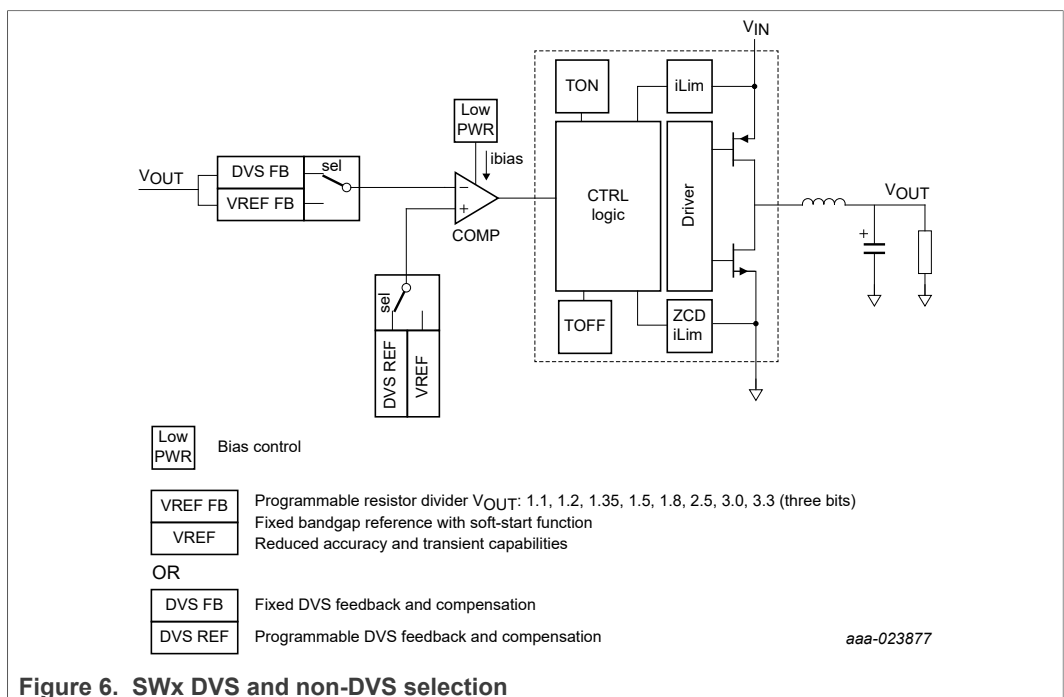 VIN
TON
iLim
Low
PWR
ibias
VOUT
DVS FB
sel
VREF FB
−
+
COMP
CTRL
logic
Driver
VOUT
+
sel
DVS REF
VREF
TOFF
ZCD
iLim
Low
PWR
Bias control
VREF FB
Programmable resistor divider VOUT: 1.1, 1.2, 1.35, 1.5, 1.8, 2.5, 3.0, 3.3 (three bits)
Fixed bandgap reference with soft-start function
VREF
Reduced accuracy and transient capabilities
OR
DVS FB
Fixed DVS feedback and compensation
DVS REF
Programmable DVS feedback and compensation
aaa-023877
Figure 6. SWx DVS and non-DVS selection